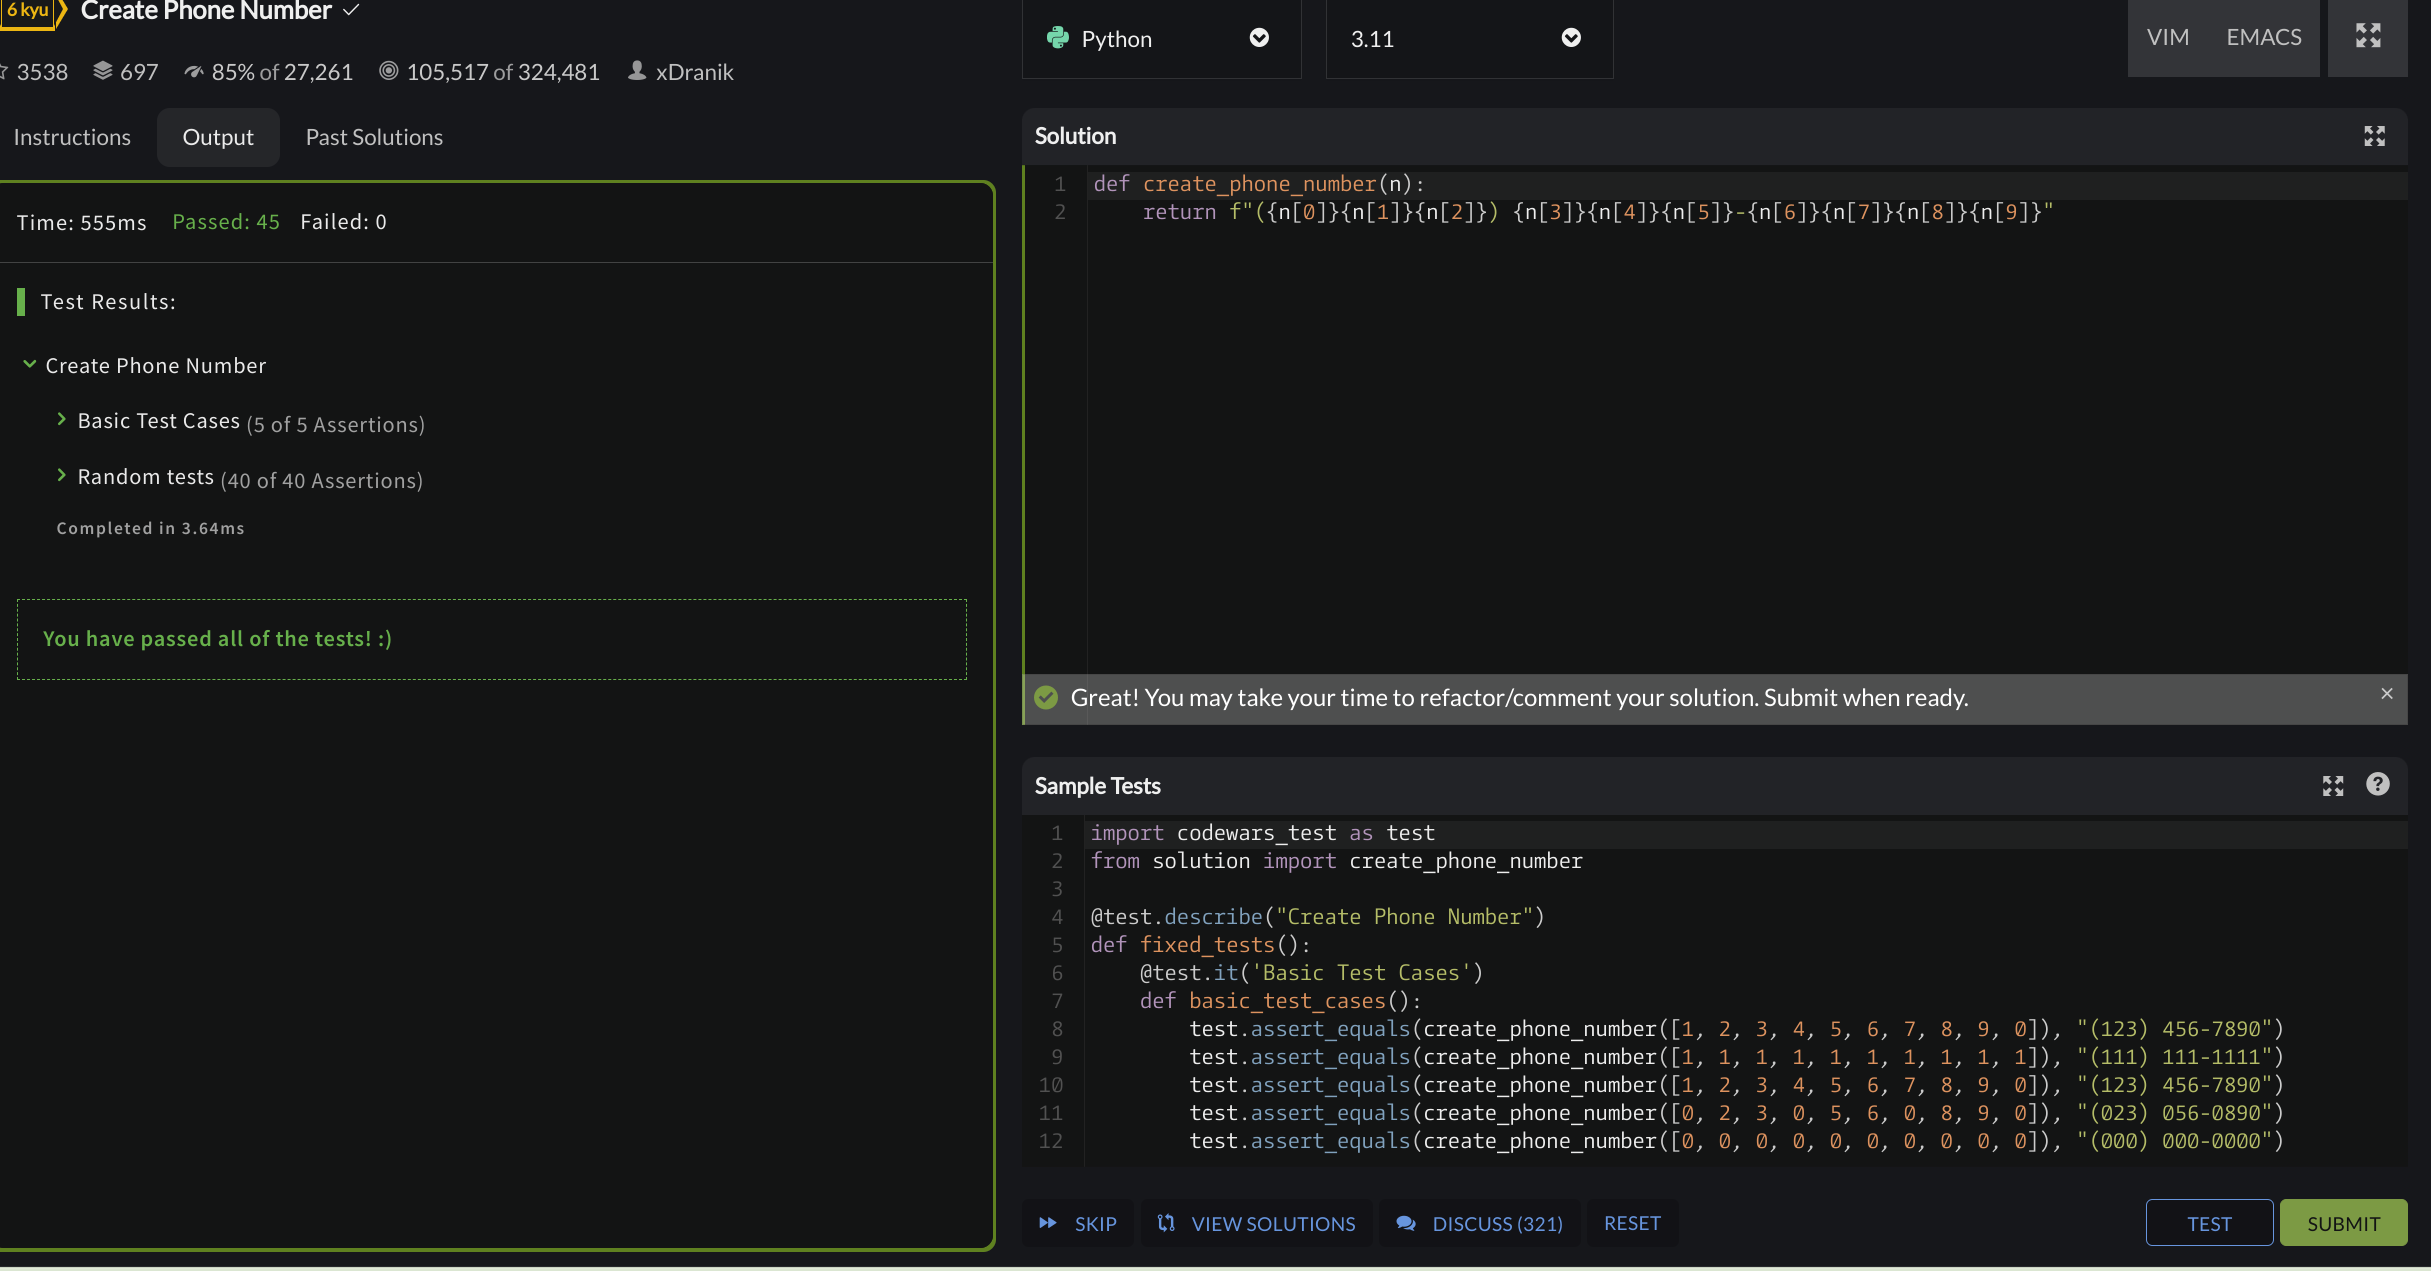 6 kyu Create Phone Number
3538 697 85% of 27,261 105,517 of 324,481 xDranik
Instructions Output Past Solutions
Time: 555ms Passed: 45 Failed: 0
Test Results:
Create Phone Number
Basic Test Cases (5 of 5 Assertions)
Random tests (40 of 40 Assertions)
Completed in 3.64ms
You have passed all of the tests! :)
Python 3.11 VIM EMACS
Solution
1 def create_phone_number(n):
2     return f"({n[0]}{n[1]}{n[2]}) {n[3]}{n[4]}{n[5]}-{n[6]}{n[7]}{n[8]}{n[9]}"
Great! You may take your time to refactor/comment your solution. Submit when ready.
Sample Tests
1 import codewars_test as test
2 from solution import create_phone_number
3
4 @test.describe("Create Phone Number")
5 def fixed_tests():
6     @test.it('Basic Test Cases')
7     def basic_test_cases():
8         test.assert_equals(create_phone_number([1, 2, 3, 4, 5, 6, 7, 8, 9, 0]), "(123) 456-7890")
9         test.assert_equals(create_phone_number([1, 1, 1, 1, 1, 1, 1, 1, 1, 1]), "(111) 111-1111")
10         test.assert_equals(create_phone_number([1, 2, 3, 4, 5, 6, 7, 8, 9, 0]), "(123) 456-7890")
11         test.assert_equals(create_phone_number([0, 2, 3, 0, 5, 6, 0, 8, 9, 0]), "(023) 056-0890")
12         test.assert_equals(create_phone_number([0, 0, 0, 0, 0, 0, 0, 0, 0, 0]), "(000) 000-0000")
SKIP VIEW SOLUTIONS DISCUSS (321) RESET TEST SUBMIT